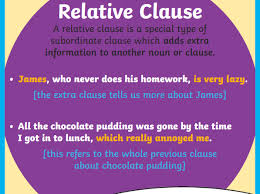 Relative Clause
A relative clause is a special type of
subordinate clause which adds extra
information to another noun or clause.
• James, who never does his homework, is very lazy.
[the extra clause tells us more about James]
• All the chocolate pudding was gone by the time
I got in to lunch, which really annoyed me.
[this refers to the whole previous clause
about chocolate pudding]